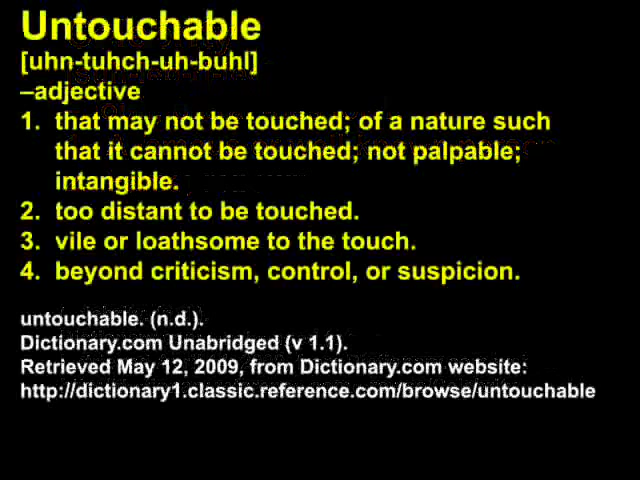 Untouchable
[uhn-tuhch-uh-buhl]
–adjective
1. that may not be touched; of a nature such
that it cannot be touched; not palpable;
intangible.
2. too distant to be touched.
3. vile or loathsome to the touch.
4. beyond criticism, control, or suspicion.
untouchable. (n.d.).
Dictionary.com Unabridged (v 1.1).
Retrieved May 12, 2009, from Dictionary.com website:
http://dictionary1.classic.reference.com/browse/untouchable